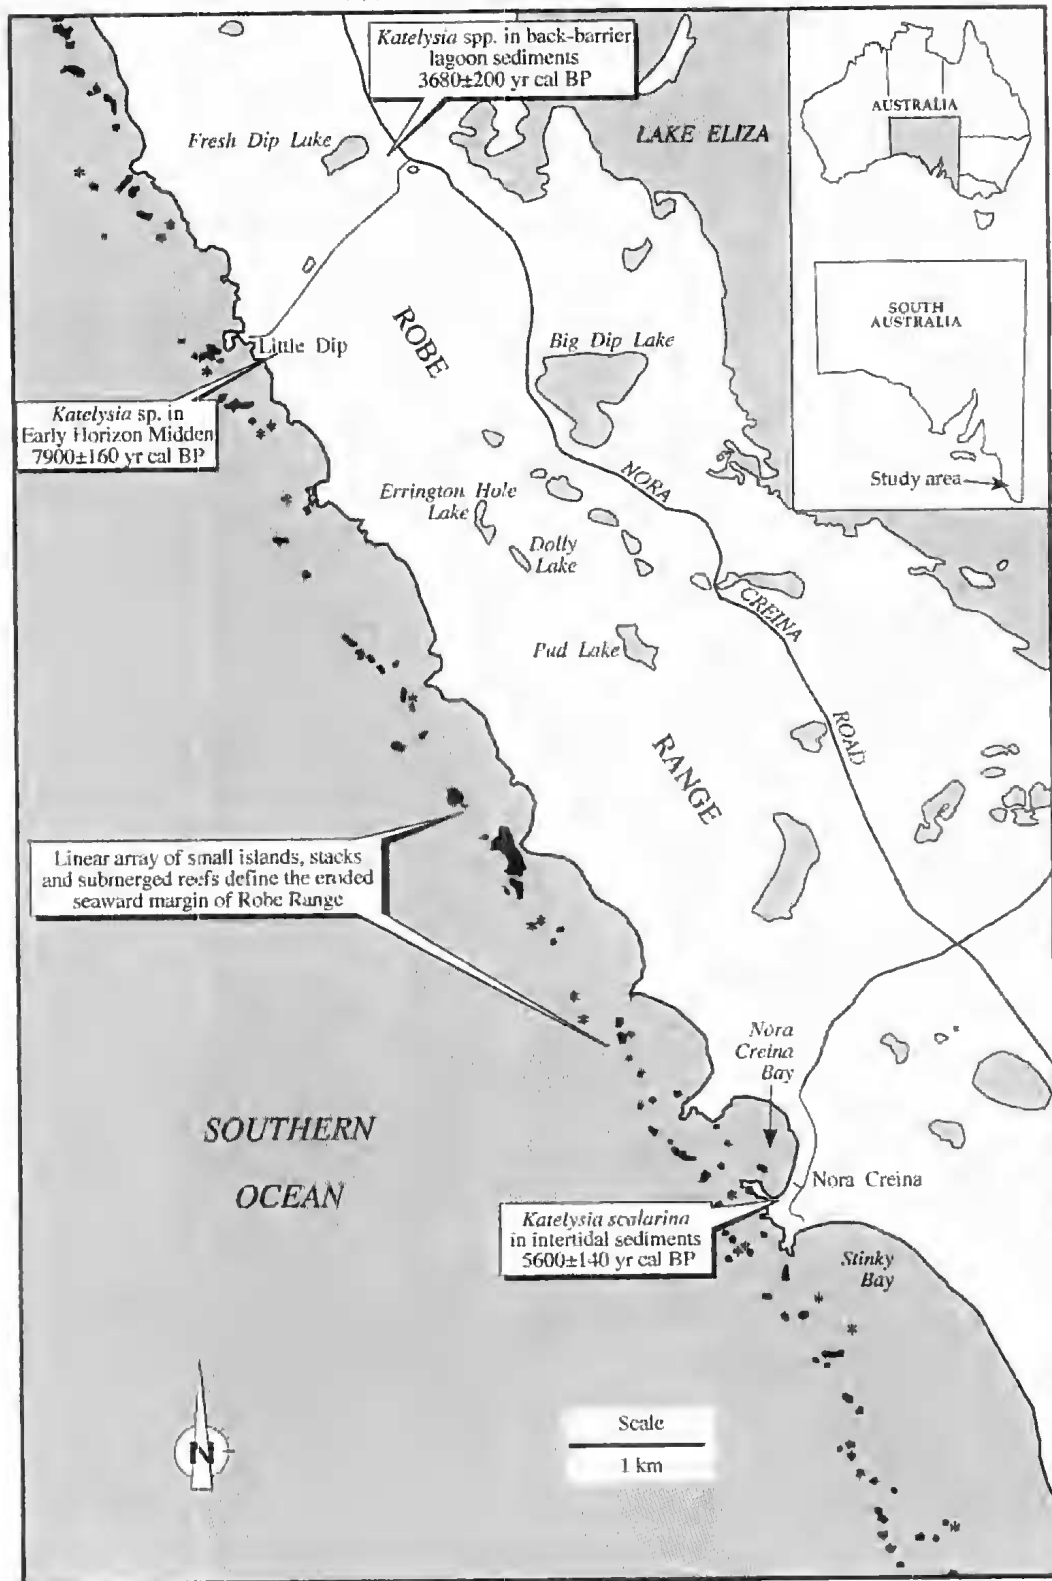 Katelysia spp. in back-barrier
lagoon sediments
3680±200 yr cal BP
Fresh Dip Lake
LAKE ELIZA
AUSTRALIA
SOUTH
AUSTRALIA
Study area
ROBE
Big Dip Lake
Little Dip
Katelysia sp. in
Early Horizon Midden
7900±160 yr cal BP
NORA
Errington Hole
Lake
Dolly
Lake
CREINA
Pud Lake
ROAD
RANGE
Linear array of small islands, stacks
and submerged reefs define the eroded
seaward margin of Robe Range
Nora
Creina
Bay
SOUTHERN
OCEAN
Nora Creina
Katelysia scalarina
in intertidal sediments
5600±140 yr cal BP
Stinky
Bay
Scale
1 km
N